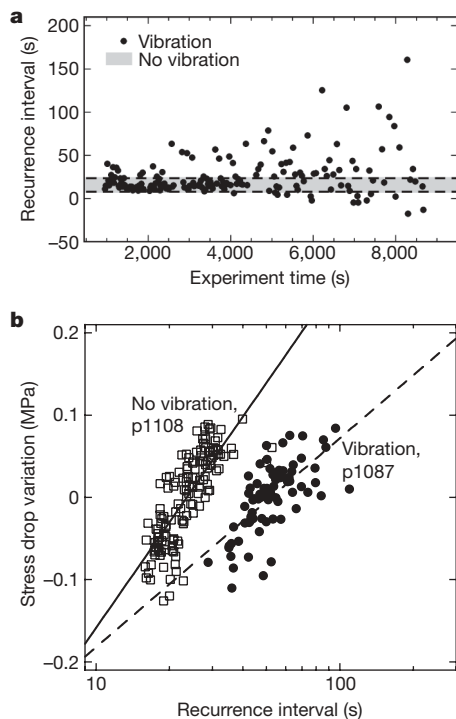 a
200
150
100
50
0
–50
Recurrence interval (s)
Vibration
No vibration
2,000 4,000 6,000 8,000
Experiment time (s)
b
0.2
0.1
0
–0.1
–0.2
Stress drop variation (MPa)
No vibration,
p1108
Vibration,
p1087
10 100
Recurrence interval (s)